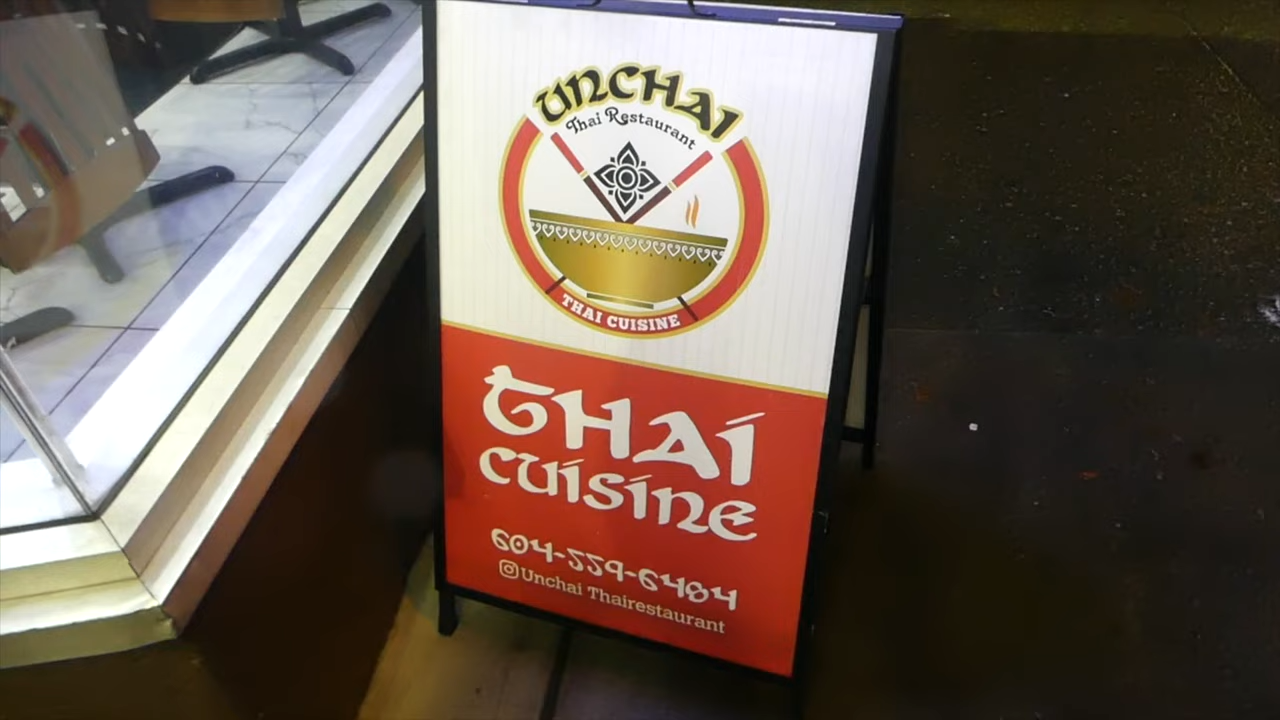 UNCHAI
Thai Restaurant
THAI CUISINE
THAI
CUISINE
604-559-6484
Unchai Thairestaurant